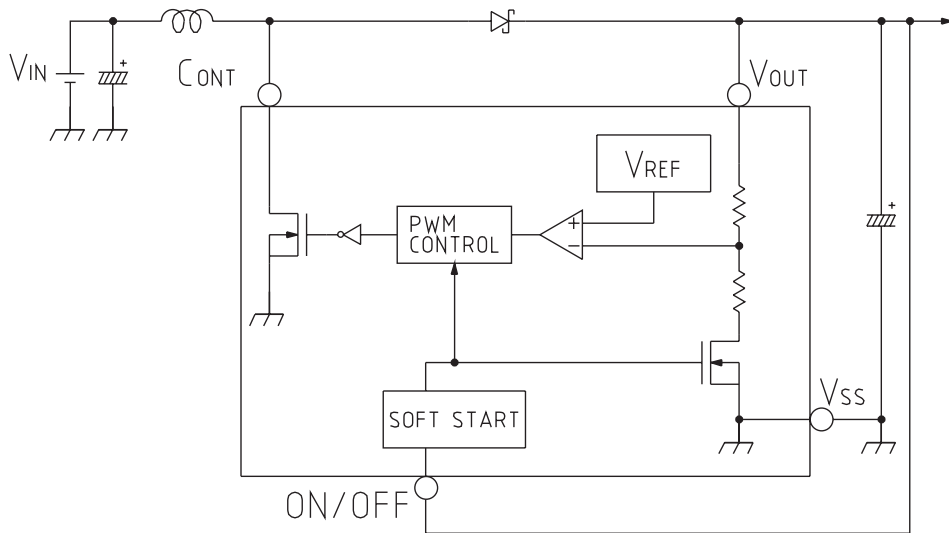 VIN
+
CONT
VOUT
VREF
PWM
CONTROL
+
−
+
SOFT START
VSS
ON/OFF